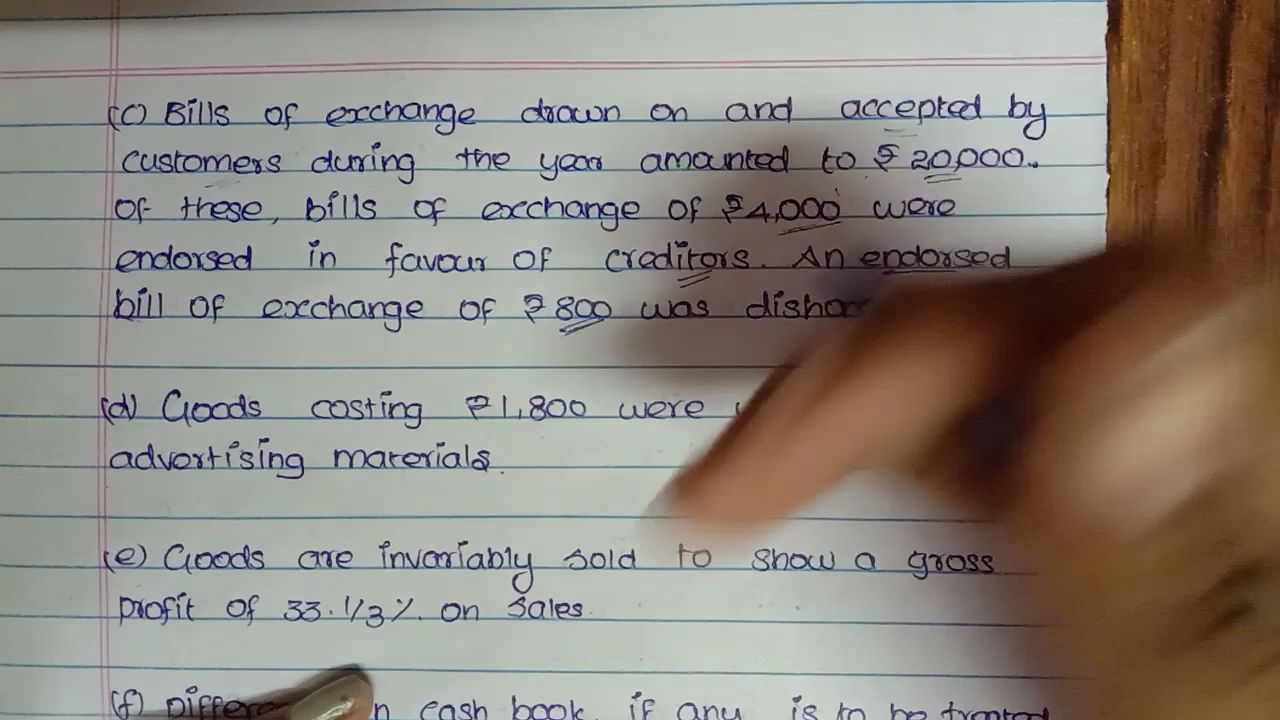 (c) Bills of exchange drawn on and accepted by
customers during the year amounted to ₹ 20,000.
Of these, bills of exchange of ₹4,000 were
endorsed in favour of creditors. An endorsed
bill of exchange of ₹800 was
(d) Goods costing ₹1,800 were
advertising materials.
(e) Goods are invariably sold to show a gross
profit of 33.1/3%. on sales
(f) cash book, if any is to be treated